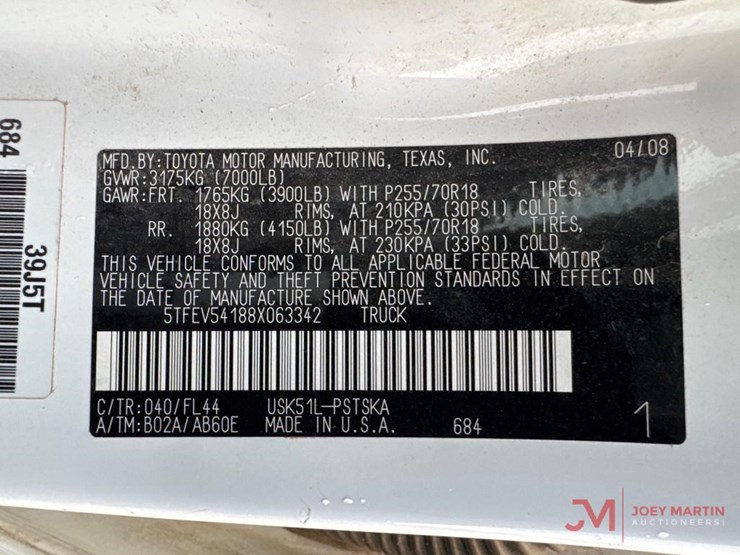 684
39J5T
MFD.BY:TOYOTA MOTOR MANUFACTURING, TEXAS, INC. 04/08
GVWR:3175KG (7000LB)
GAWR:FRT. 1765KG (3900LB) WITH P255/70R18 TIRES,
18X8J RIMS, AT 210KPA (30PSI) COLD.
RR. 1880KG (4150LB) WITH P255/70R18 TIRES,
18X8J RIMS, AT 230KPA (33PSI) COLD.
THIS VEHICLE CONFORMS TO ALL APPLICABLE FEDERAL MOTOR
VEHICLE SAFETY AND THEFT PREVENTION STANDARDS IN EFFECT ON
THE DATE OF MANUFACTURE SHOWN ABOVE.
5TFEV54188X063342 TRUCK
C/TR:040/FL44 USK51L-PSTSKA
A/TM:B02A/AB60E MADE IN U.S.A. 684 1
JM JOEY MARTIN
AUCTIONEERS!